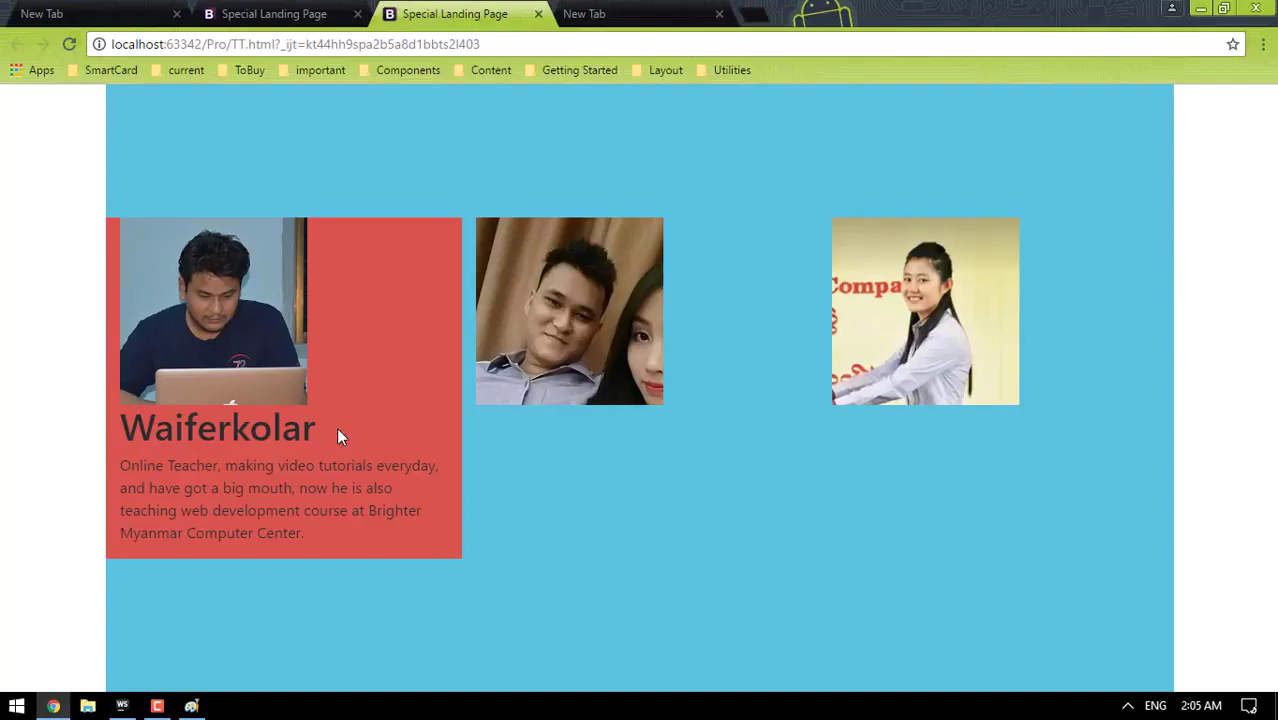 New Tab
Special Landing Page
Special Landing Page
New Tab
localhost:63342/Pro/TT.html?_ijt=kt44hh9spa2b5a8d1bbts2l403
Apps SmartCard current ToBuy important Components Content Getting Started Layout Utilities
Compa
Waiferkolar
Online Teacher, making video tutorials everyday,
and have got a big mouth, now he is also
teaching web development course at Brighter
Myanmar Computer Center.
WS
ENG 2:05 AM